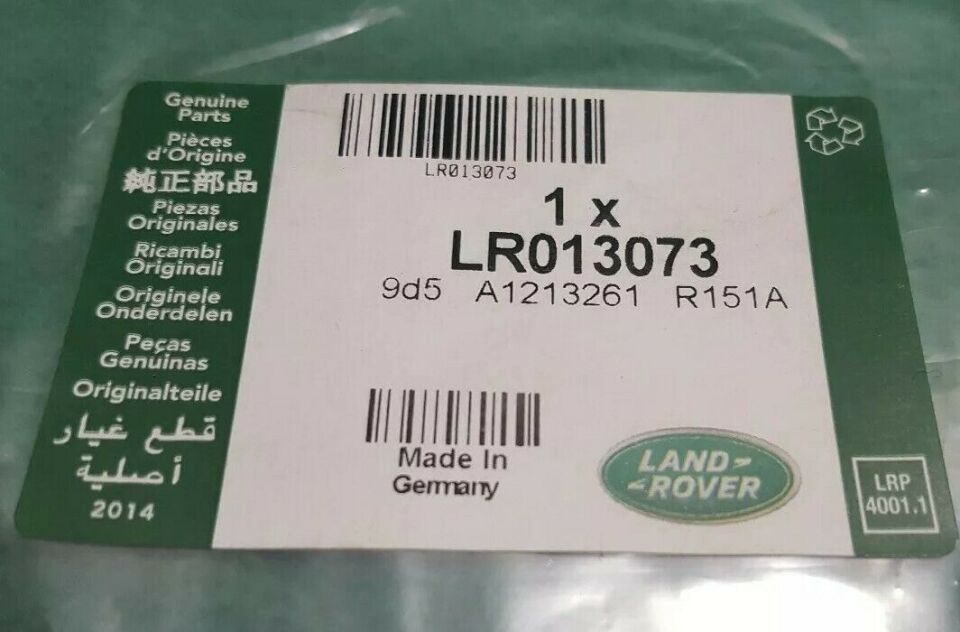 Genuine
Parts
Pièces
d'Origine
純正部品
Piezas
Originales
Ricambi
Originali
Originele
Onderdelen
Peças
Genuinas
Originalteile
قطع غيار
أصلية
2014
LR013073
1 x
LR013073
9d5 A1213261 R151A
Made In
Germany
LAND
ROVER
LRP
4001.1